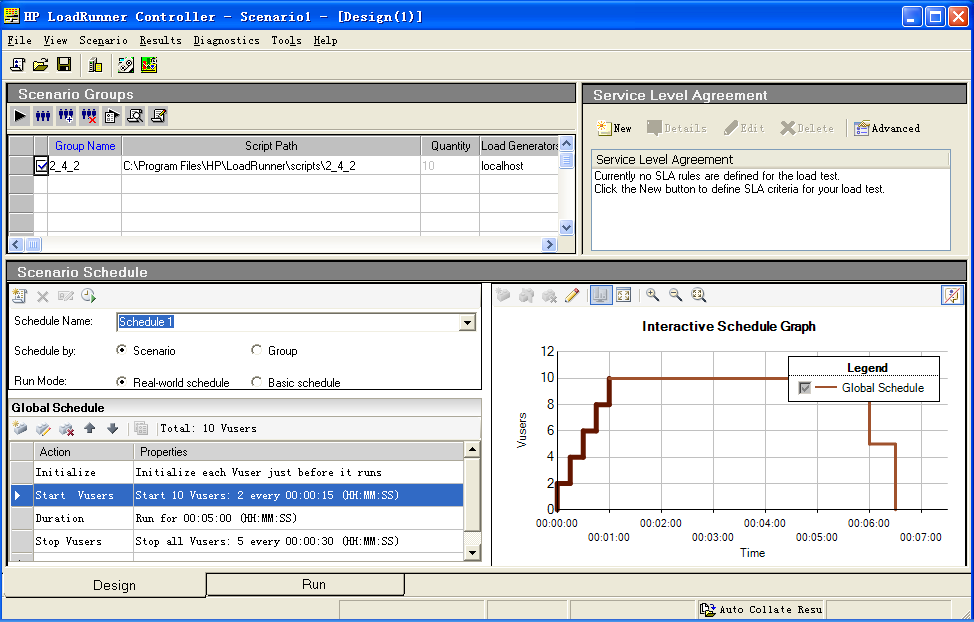 HP LoadRunner Controller - Scenario1 - [Design(1)]
File View Scenario Results Diagnostics Tools Help
Scenario Groups
Group Name Script Path Quantity Load Generators
2_4_2 C:\Program Files\HP\LoadRunner\scripts\2_4_2 10 localhost
Service Level Agreement
New Details Edit Delete Advanced
Service Level Agreement
Currently no SLA rules are defined for the load test.
Click the New button to define SLA criteria for your load test.
Scenario Schedule
Schedule Name: Schedule 1
Schedule by: Scenario Group
Run Mode: Real-world schedule Basic schedule
Global Schedule
Total: 10 Vusers
Action Properties
Initialize Initialize each Vuser just before it runs
Start Vusers Start 10 Vusers: 2 every 00:00:15 (HH:MM:SS)
Duration Run for 00:05:00 (HH:MM:SS)
Stop Vusers Stop all Vusers: 5 every 00:00:30 (HH:MM:SS)
Interactive Schedule Graph
Legend
Global Schedule
Vusers
12
10
8
6
4
2
0
00:00:00 00:02:00 00:04:00 00:06:00
00:01:00 00:03:00 00:05:00 00:07:00
Time
Design Run
Auto Collate Resu